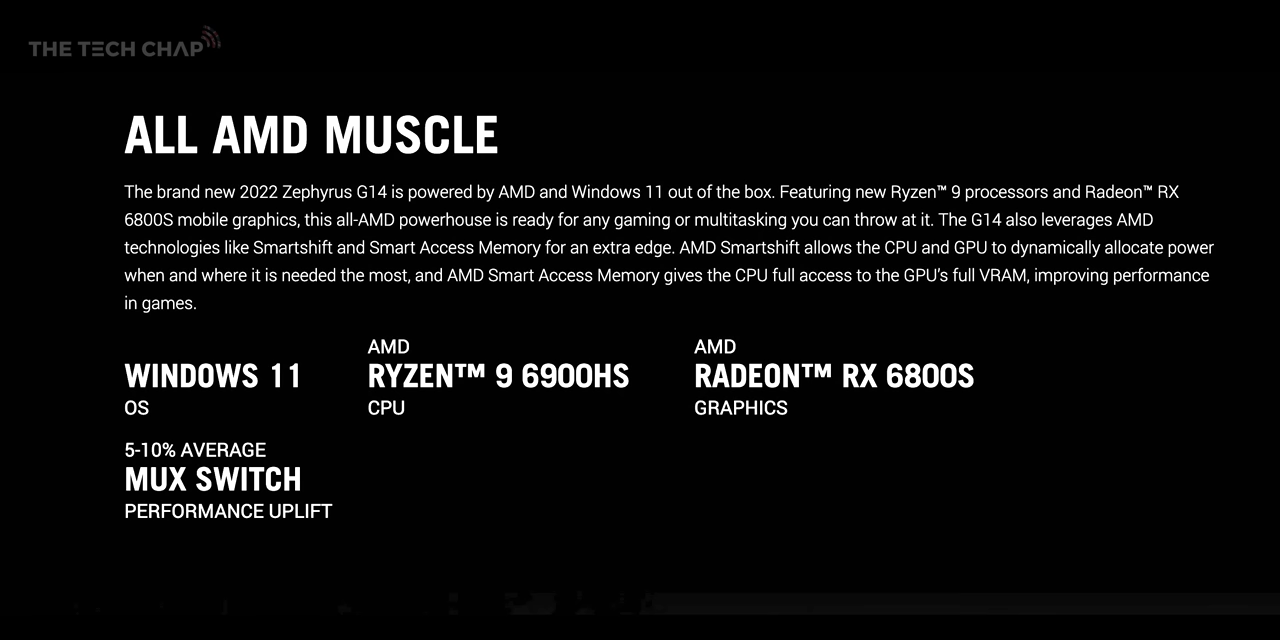 THE TECH CHAP
ALL AMD MUSCLE
The brand new 2022 Zephyrus G14 is powered by AMD and Windows 11 out of the box. Featuring new Ryzen™ 9 processors and Radeon™ RX
6800S mobile graphics, this all-AMD powerhouse is ready for any gaming or multitasking you can throw at it. The G14 also leverages AMD
technologies like Smartshift and Smart Access Memory for an extra edge. AMD Smartshift allows the CPU and GPU to dynamically allocate power
when and where it is needed the most, and AMD Smart Access Memory gives the CPU full access to the GPU’s full VRAM, improving performance
in games.
WINDOWS 11
OS
AMD
RYZEN™ 9 6900HS
CPU
AMD
RADEON™ RX 6800S
GRAPHICS
5-10% AVERAGE
MUX SWITCH
PERFORMANCE UPLIFT